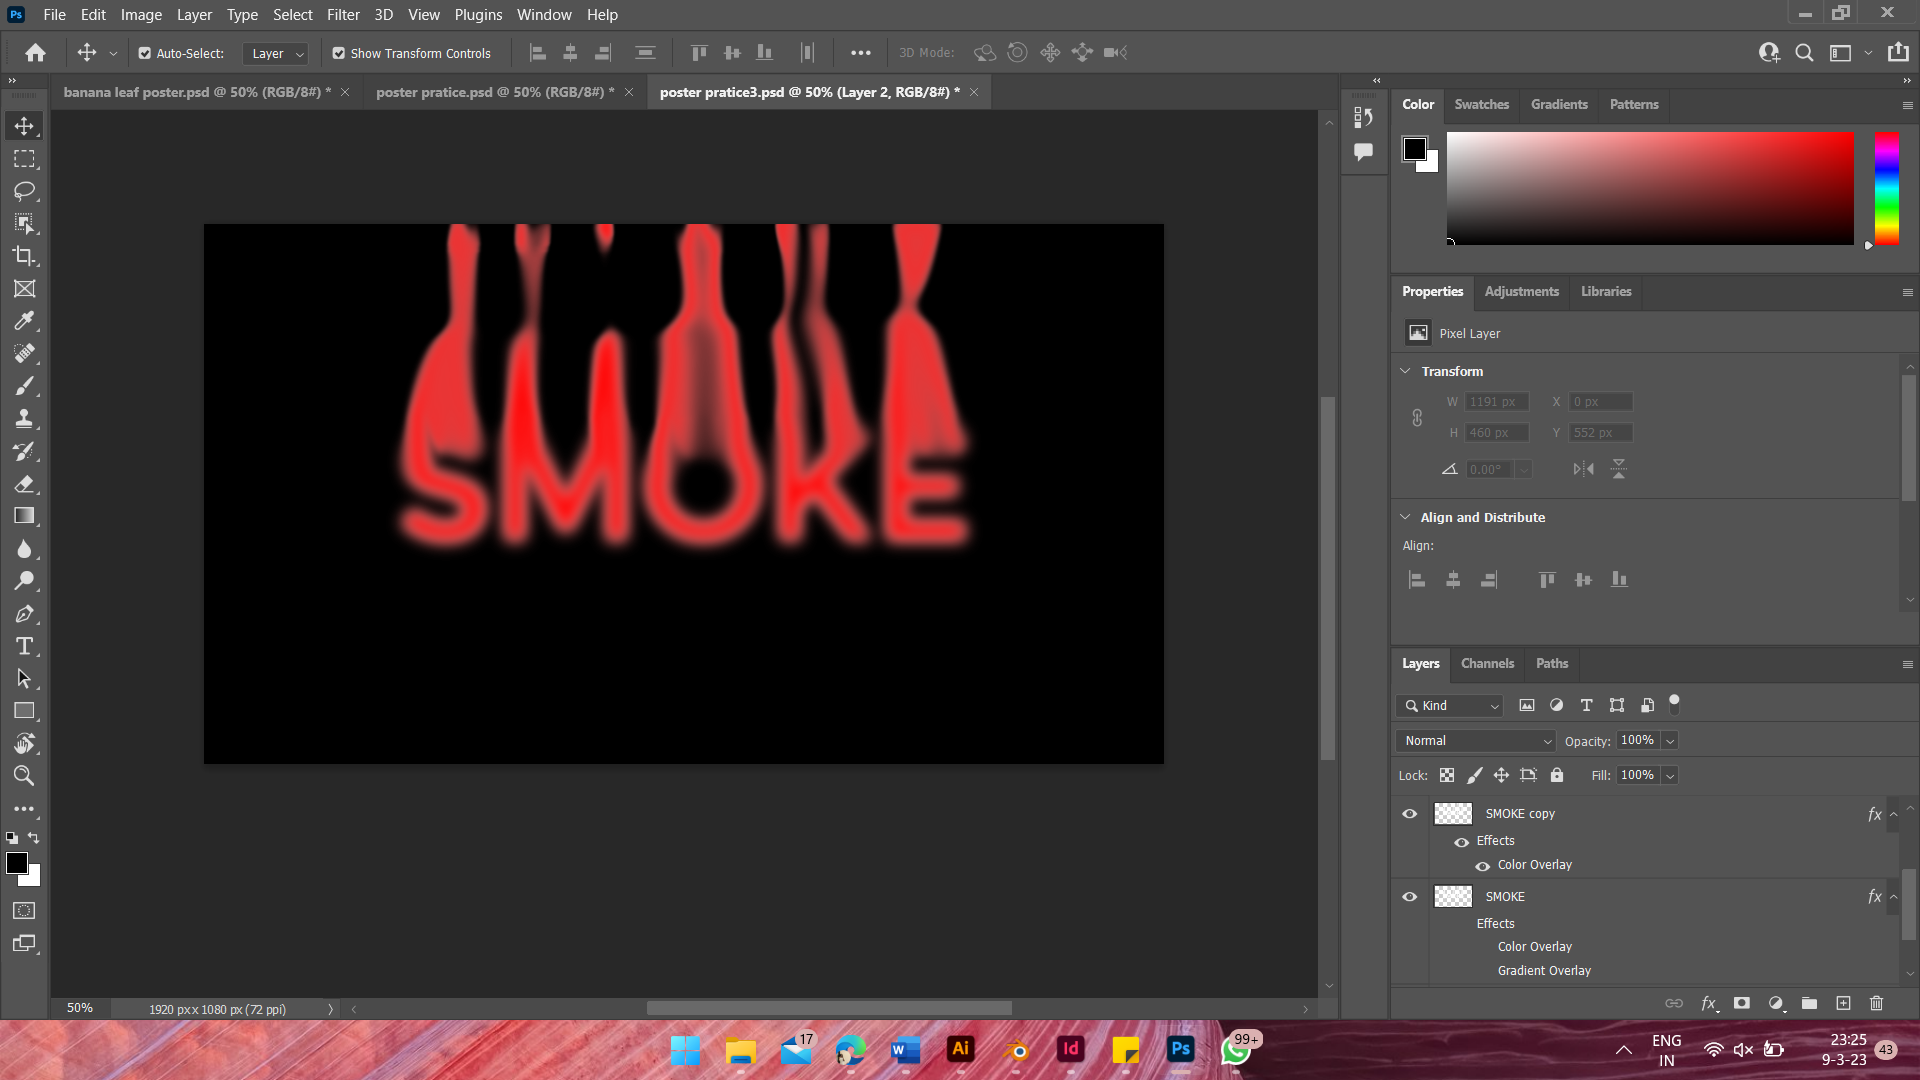 Ps File Edit Image Layer Type Select Filter 3D View Plugins Window Help
Auto-Select: Layer Show Transform Controls 3D Mode:
banana leaf poster.psd @ 50% (RGB/8#) * poster pratice.psd @ 50% (RGB/8#) * poster pratice3.psd @ 50% (Layer 2, RGB/8#) *
Color Swatches Gradients Patterns
SMOKE
Properties Adjustments Libraries
Pixel Layer
Transform
W 1191 px X 0 px
H 460 px Y 552 px
0.00°
Align and Distribute
Align:
Layers Channels Paths
Kind
Normal Opacity: 100%
Lock: Fill: 100%
SMOKE copy fx
Effects
Color Overlay
SMOKE fx
Effects
Color Overlay
Gradient Overlay
50% 1920 px x 1080 px (72 ppi)
fx
17 W Ai Id Ps 99+
ENG
IN
23:25
9-3-23
43